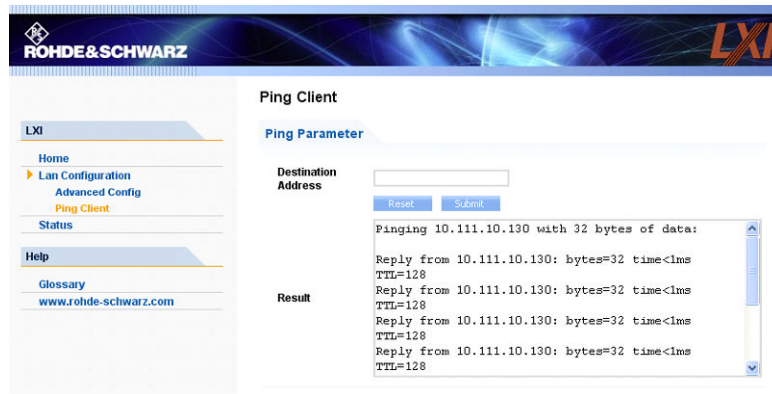 ROHDE&SCHWARZ
LXI
LXI
Home
Lan Configuration
Advanced Config
Ping Client
Status
Help
Glossary
www.rohde-schwarz.com
Ping Client
Ping Parameter
Destination
Address
Reset Submit
Result
Pinging 10.111.10.130 with 32 bytes of data:
Reply from 10.111.10.130: bytes=32 time<1ms
TTL=128
Reply from 10.111.10.130: bytes=32 time<1ms
TTL=128
Reply from 10.111.10.130: bytes=32 time<1ms
TTL=128
Reply from 10.111.10.130: bytes=32 time<1ms
TTL=128